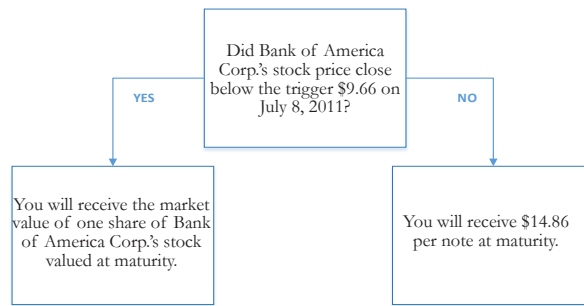 Did Bank of America
Corp.'s stock price close
below the trigger $9.66 on
July 8, 2011?
YES
NO
You will receive the market
value of one share of Bank
of America Corp.'s stock
valued at maturity.
You will receive $14.86
per note at maturity.